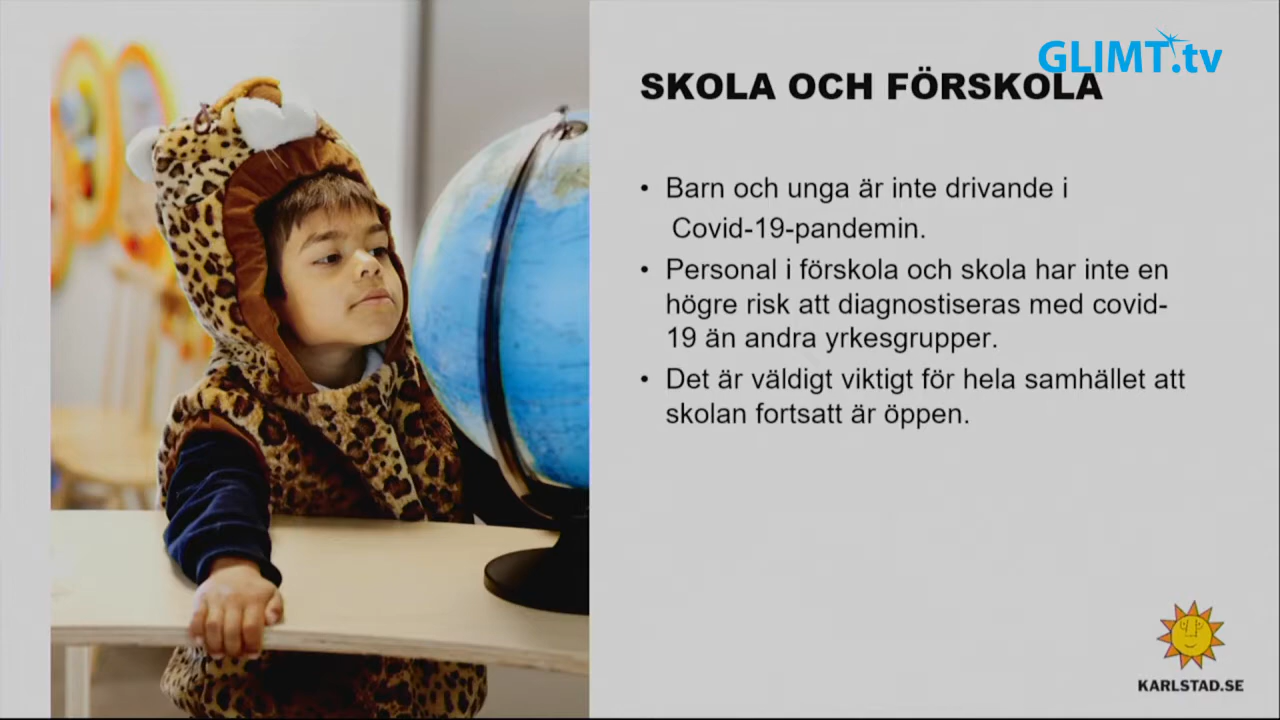 GLIMT.tv
SKOLA OCH FÖRSKOLA
• Barn och unga är inte drivande i
Covid-19-pandemin.
• Personal i förskola och skola har inte en
högre risk att diagnostiseras med covid-
19 än andra yrkesgrupper.
• Det är väldigt viktigt för hela samhället att
skolan fortsatt är öppen.
KARLSTAD.SE